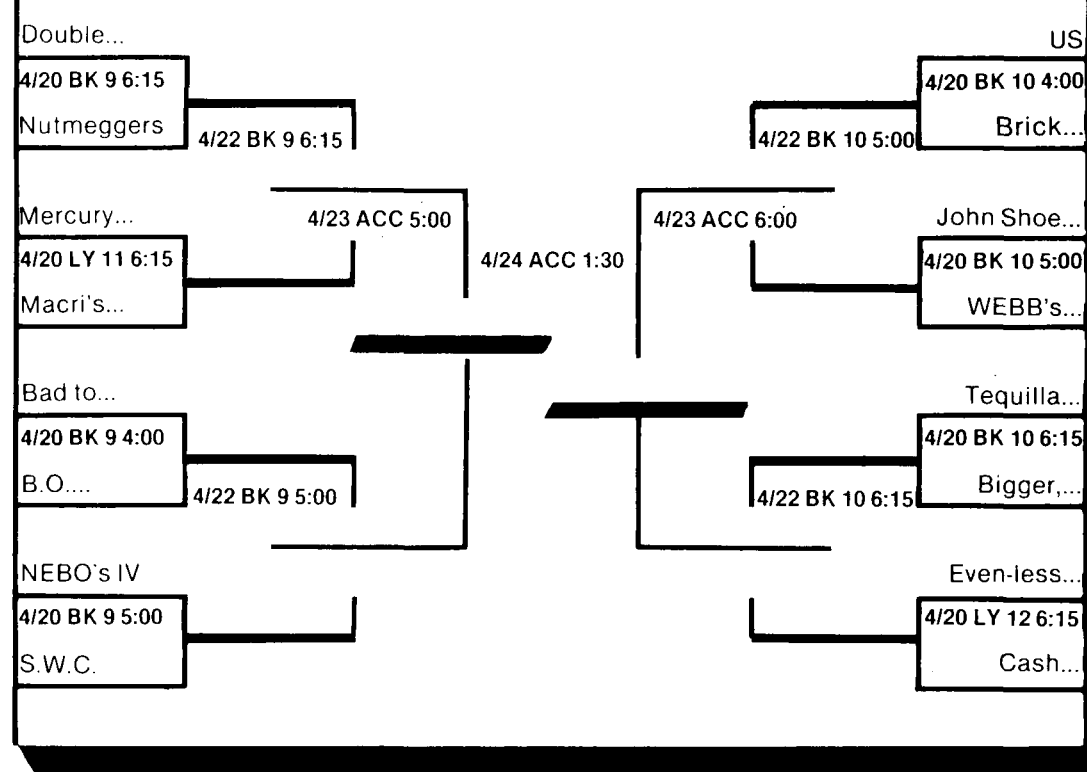 Double...
4/20 BK 9 6:15
Nutmeggers
4/22 BK 9 6:15
Mercury...
4/20 LY 11 6:15
Macri's...
4/23 ACC 5:00
Bad to...
4/20 BK 9 4:00
B.O....
4/22 BK 9 5:00
NEBO's IV
4/20 BK 9 5:00
S.W.C.
4/24 ACC 1:30
US
4/20 BK 10 4:00
Brick...
4/22 BK 10 5:00
John Shoe...
4/20 BK 10 5:00
WEBB's...
4/23 ACC 6:00
Tequilla...
4/20 BK 10 6:15
Bigger,...
4/22 BK 10 6:15
Even-less...
4/20 LY 12 6:15
Cash...